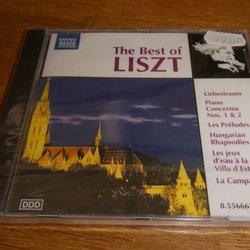 NAXOS
The Best of
LISZT
Liebestraum
Piano
Concertos
Nos. 1 & 2
Les Préludes
Hungarian
Rhapsodies
Les jeux
d'eau à la
Villa d'Est
La Campa
8.55666
DDD